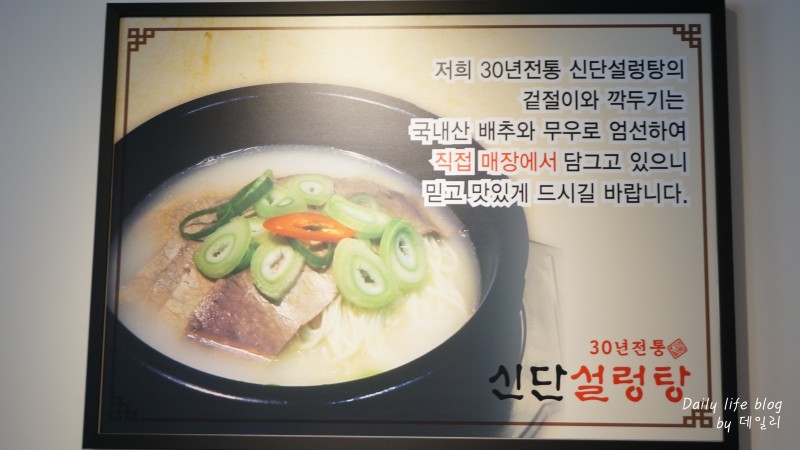 저희 30년전통 신단설렁탕의
겉절이와 깍두기는
국내산 배추와 무우로 엄선하여
직접 매장에서 담그고 있으니
믿고 맛있게 드시길 바랍니다.
30년전통
신단설렁탕
Daily life blog
by 데일리